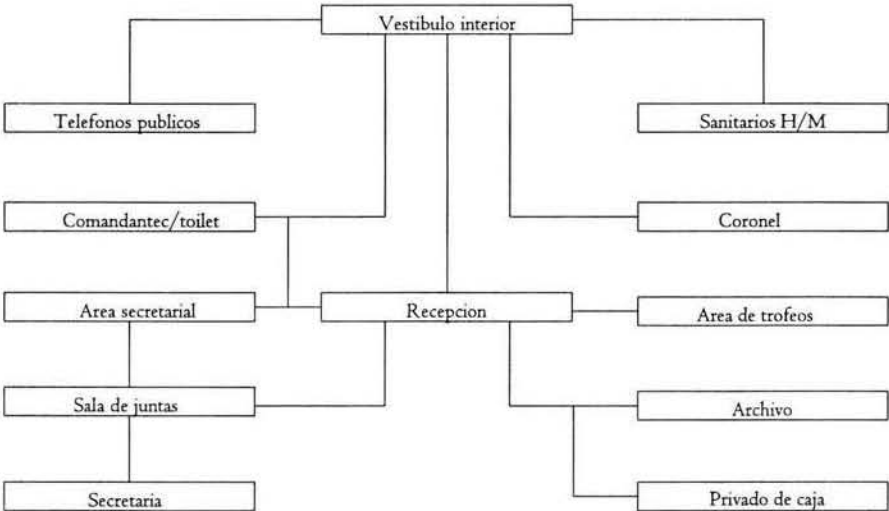 Vestibulo interior
Telefonos publicos
Sanitarios H/M
Comandantec/toilet
Coronel
Area secretarial
Recepcion
Area de trofeos
Sala de juntas
Archivo
Secretaria
Privado de caja